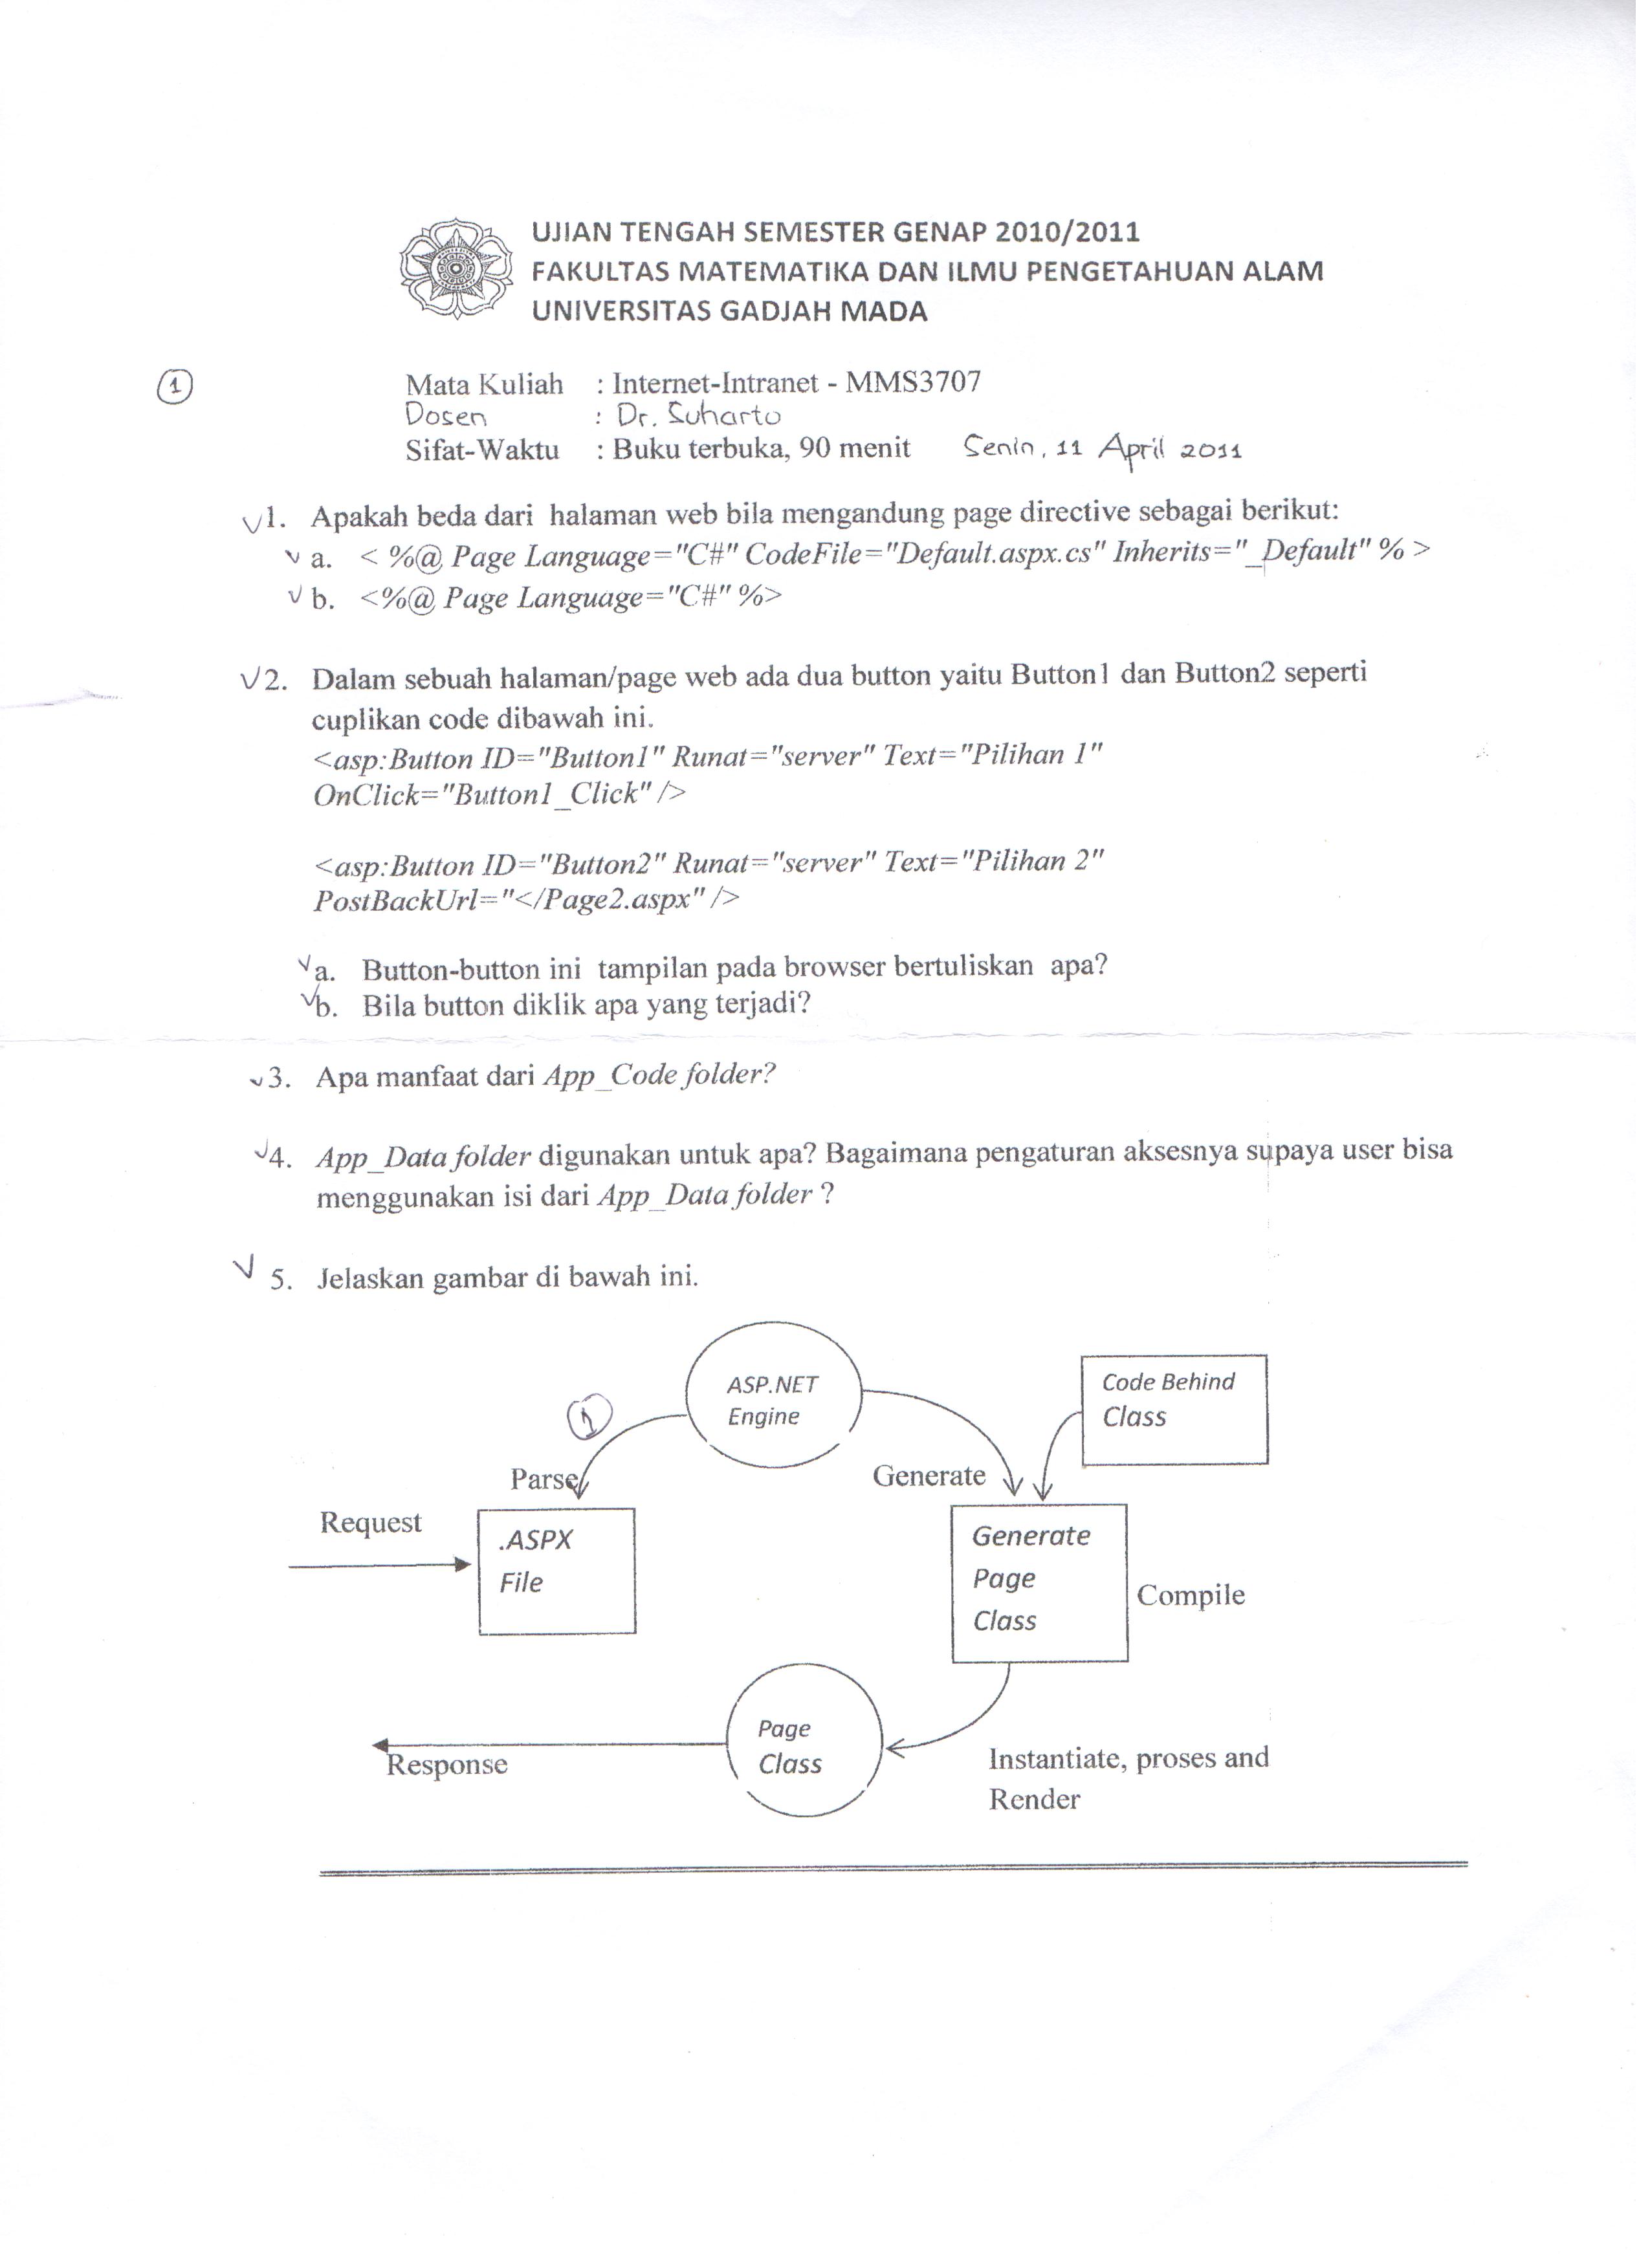 UJIAN TENGAH SEMESTER GENAP 2010/2011
FAKULTAS MATEMATIKA DAN ILMU PENGETAHUAN ALAM
UNIVERSITAS GADJAH MADA
1
Mata Kuliah : Internet-Intranet - MMS3707
Dosen : Dr. Suharto
Sifat-Waktu : Buku terbuka, 90 menit Senin, 11 April 2011
1. Apakah beda dari halaman web bila mengandung page directive sebagai berikut:
a. < %@ Page Language="C#" CodeFile="Default.aspx.cs" Inherits="_Default" % >
b. <%@ Page Language="C#" %>
2. Dalam sebuah halaman/page web ada dua button yaitu Button1 dan Button2 seperti
cuplikan code dibawah ini.
<asp:Button ID="Button1" Runat="server" Text="Pilihan 1"
OnClick="Button1_Click" />
<asp:Button ID="Button2" Runat="server" Text="Pilihan 2"
PostBackUrl="</Page2.aspx" />
a. Button-button ini tampilan pada browser bertuliskan apa?
b. Bila button diklik apa yang terjadi?
3. Apa manfaat dari App_Code folder?
4. App_Data folder digunakan untuk apa? Bagaimana pengaturan aksesnya supaya user bisa
menggunakan isi dari App_Data folder ?
5. Jelaskan gambar di bawah ini.
ASP.NET
Engine
Code Behind
Class
1
Parse
Generate
Request
.ASPX
File
Generate
Page
Class
Compile
Page
Class
Response
Instantiate, proses and
Render